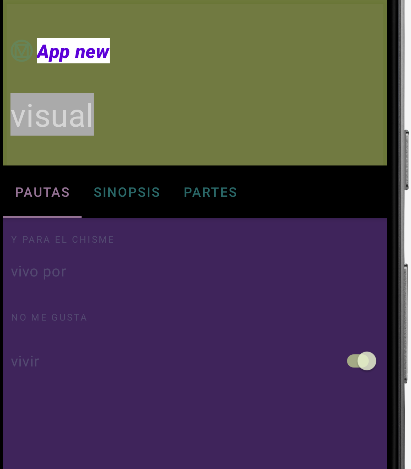 App new
visual
PAUTAS SINOPSIS PARTES
Y PARA EL CHISME
vivo por
NO ME GUSTA
vivir